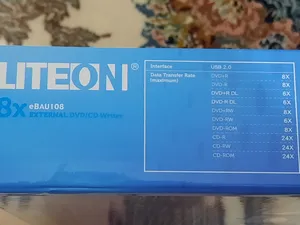 LITEON®
8x eBAU108
EXTERNAL DVD/CD Writer
Interface USB 2.0
Data Transfer Rate
(maximum)
DVD+R 8X
DVD-R 8X
DVD+R DL 6X
DVD-R DL 6X
DVD+RW 8X
DVD-RW 6X
DVD-ROM 8X
CD-R 24X
CD-RW 24X
CD-ROM 24X